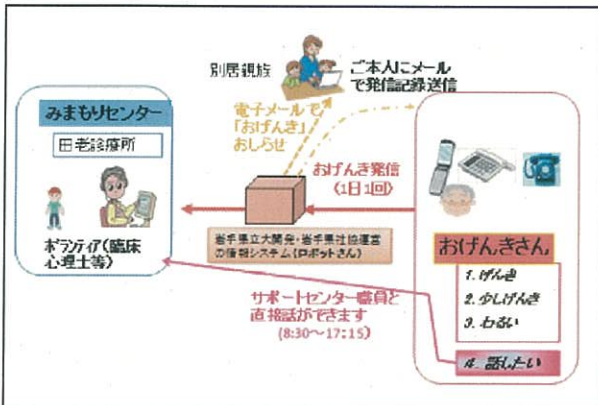 別居親族
ご本人にメール
で発信記録送信
みまもりセンター
田老診療所
電子メールで
「おげんき」
おしらせ
おげんき発信
(1日1回)
ボランティア(臨床
心理士等)
岩手県立大開発・岩手県社協運営
の情報システム(ロボットさん)
おげんきさん
1. げんき
2. 少しげんき
3. わるい
4. 話したい
サポートセンター職員と
直接話ができます
(8:30〜17:15)